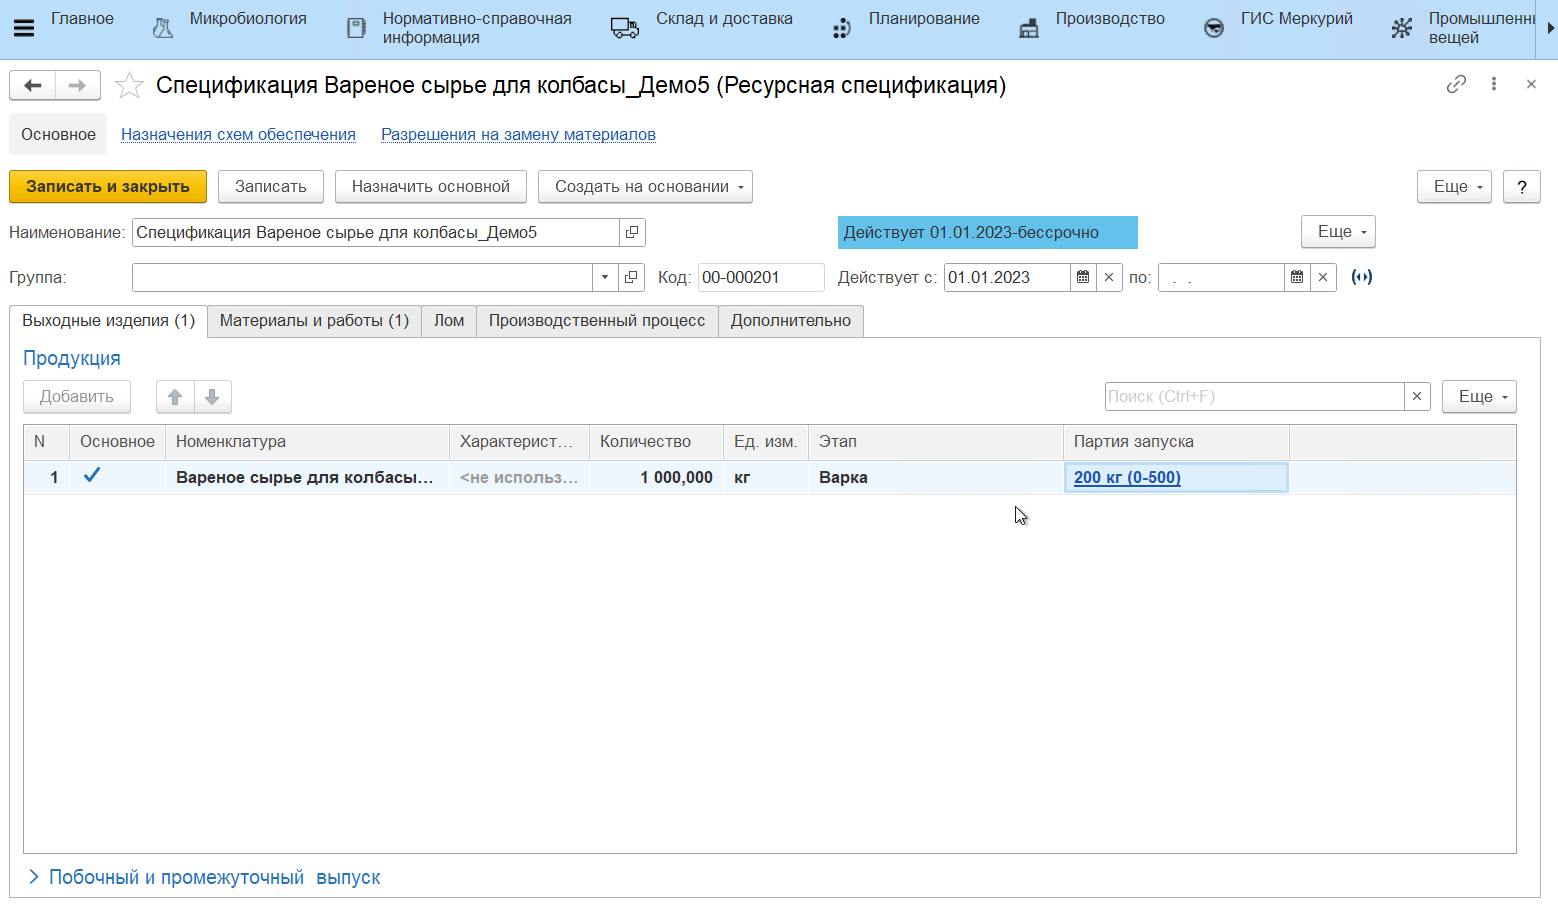 Главное
Микробиология
Нормативно-справочная
информация
Склад и доставка
Планирование
Производство
ГИС Меркурий
Промышленн
вещей
Спецификация Вареное сырье для колбасы_Демо5 (Ресурсная спецификация)
Основное Назначения схем обеспечения Разрешения на замену материалов
Записать и закрыть Записать Назначить основной Создать на основании Еще ?
Наименование: Спецификация Вареное сырье для колбасы_Демо5 Действует 01.01.2023-бессрочно Еще
Группа: Код: 00-000201 Действует с: 01.01.2023 по: . .
Выходные изделия (1) Материалы и работы (1) Лом Производственный процесс Дополнительно
Продукция
Добавить Поиск (Ctrl+F) Еще
N Основное Номенклатура Характерист... Количество Ед. изм. Этап Партия запуска
1 Вареное сырье для колбасы... <не использ... 1 000,000 кг Варка 200 кг (0-500)
Побочный и промежуточный выпуск